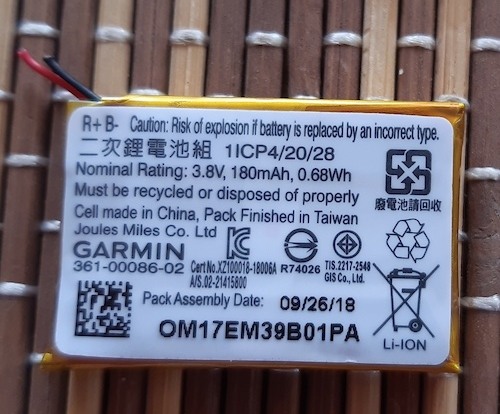 R+ B- Caution: Risk of explosion if battery is replaced by an incorrect type.
二次鋰電池組 1ICP4/20/28
Nominal Rating: 3.8V, 180mAh, 0.68Wh
Must be recycled or disposed of properly
廢電池請回收
Cell made in China, Pack Finished in Taiwan
Joules Miles Co. Ltd
GARMIN
361-00086-02
Cert.No.XZ100018-18006A
A/S.02-21415800
R74026
TIS.2217-2548
GIS Co., Ltd.
Pack Assembly Date: 09/26/18
OM17EM39B01PA
Li-ION